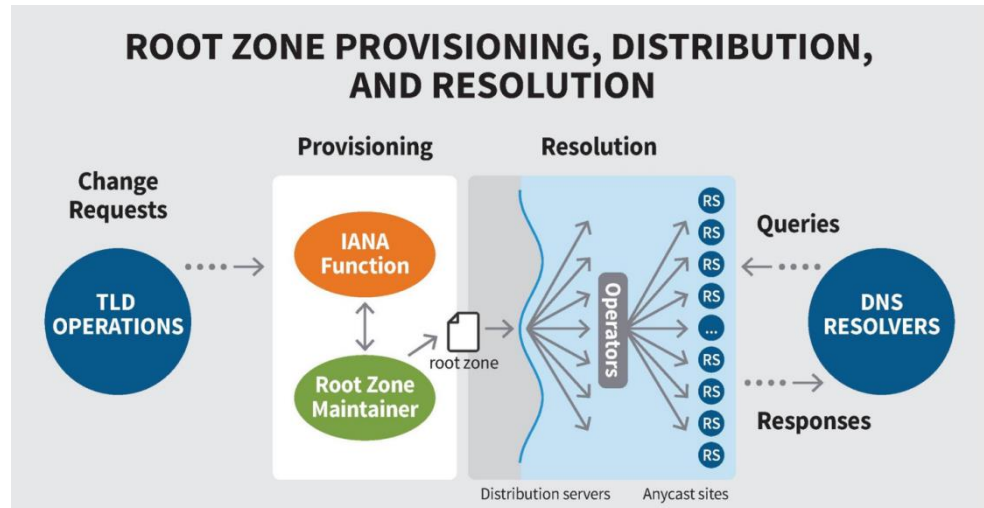 ROOT ZONE PROVISIONING, DISTRIBUTION,
AND RESOLUTION
Provisioning
Resolution
Change
Requests
TLD
OPERATIONS
IANA
Function
Root Zone
Maintainer
root zone
Operators
RS
RS
RS
RS
...
RS
RS
RS
RS
Queries
DNS
RESOLVERS
Responses
Distribution servers
Anycast sites